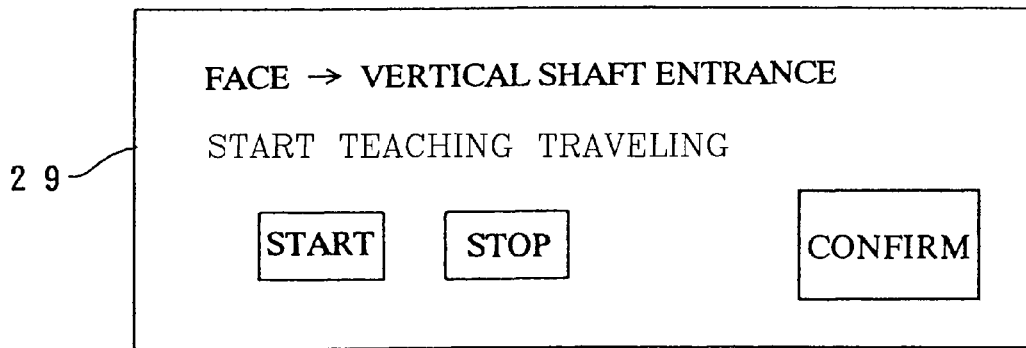 FACE → VERTICAL SHAFT ENTRANCE
START TEACHING TRAVELING
29
START STOP CONFIRM